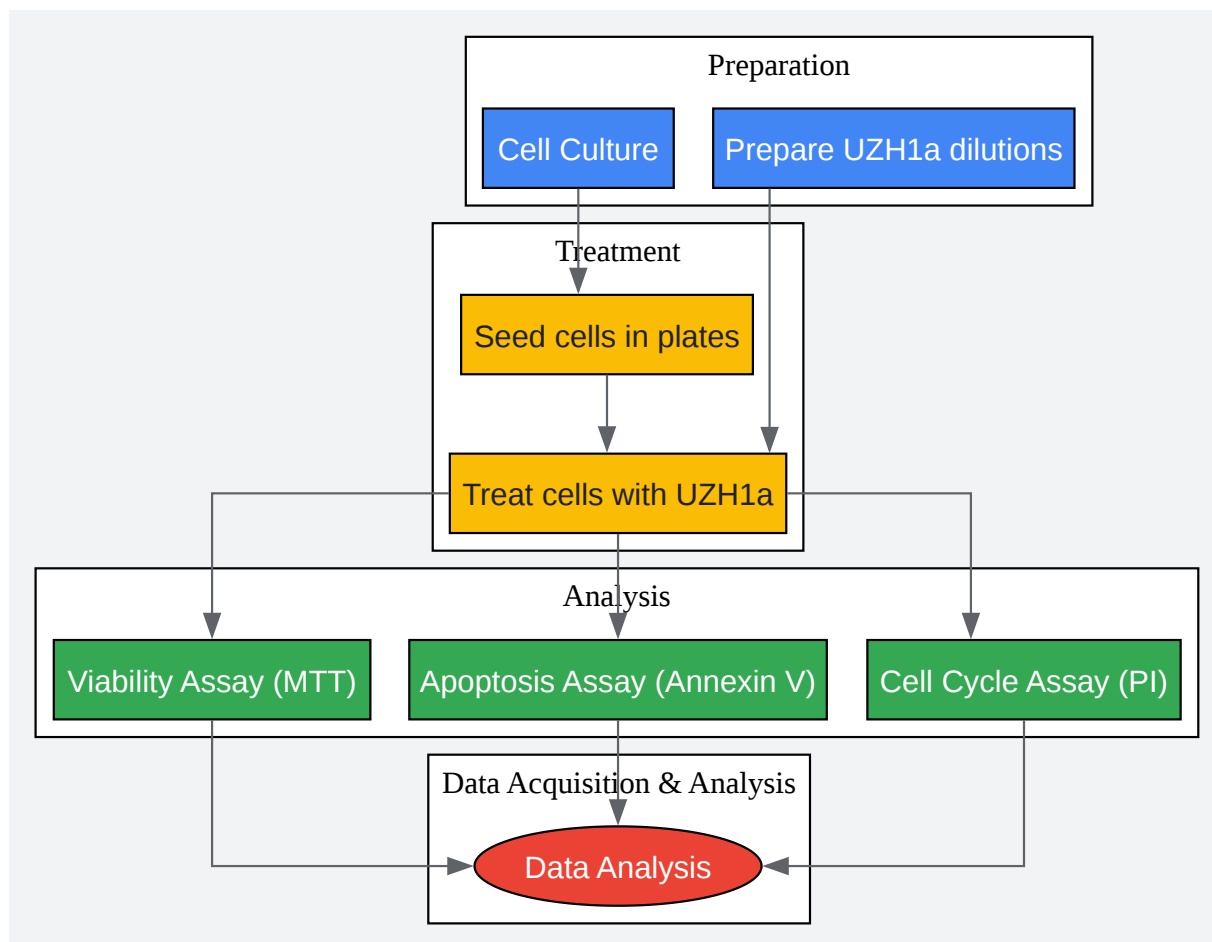 Preparation
Cell Culture
Prepare UZH1a dilutions
Treatment
Seed cells in plates
Treat cells with UZH1a
Analysis
Viability Assay (MTT)
Apoptosis Assay (Annexin V)
Cell Cycle Assay (PI)
Data Acquisition & Analysis
Data Analysis